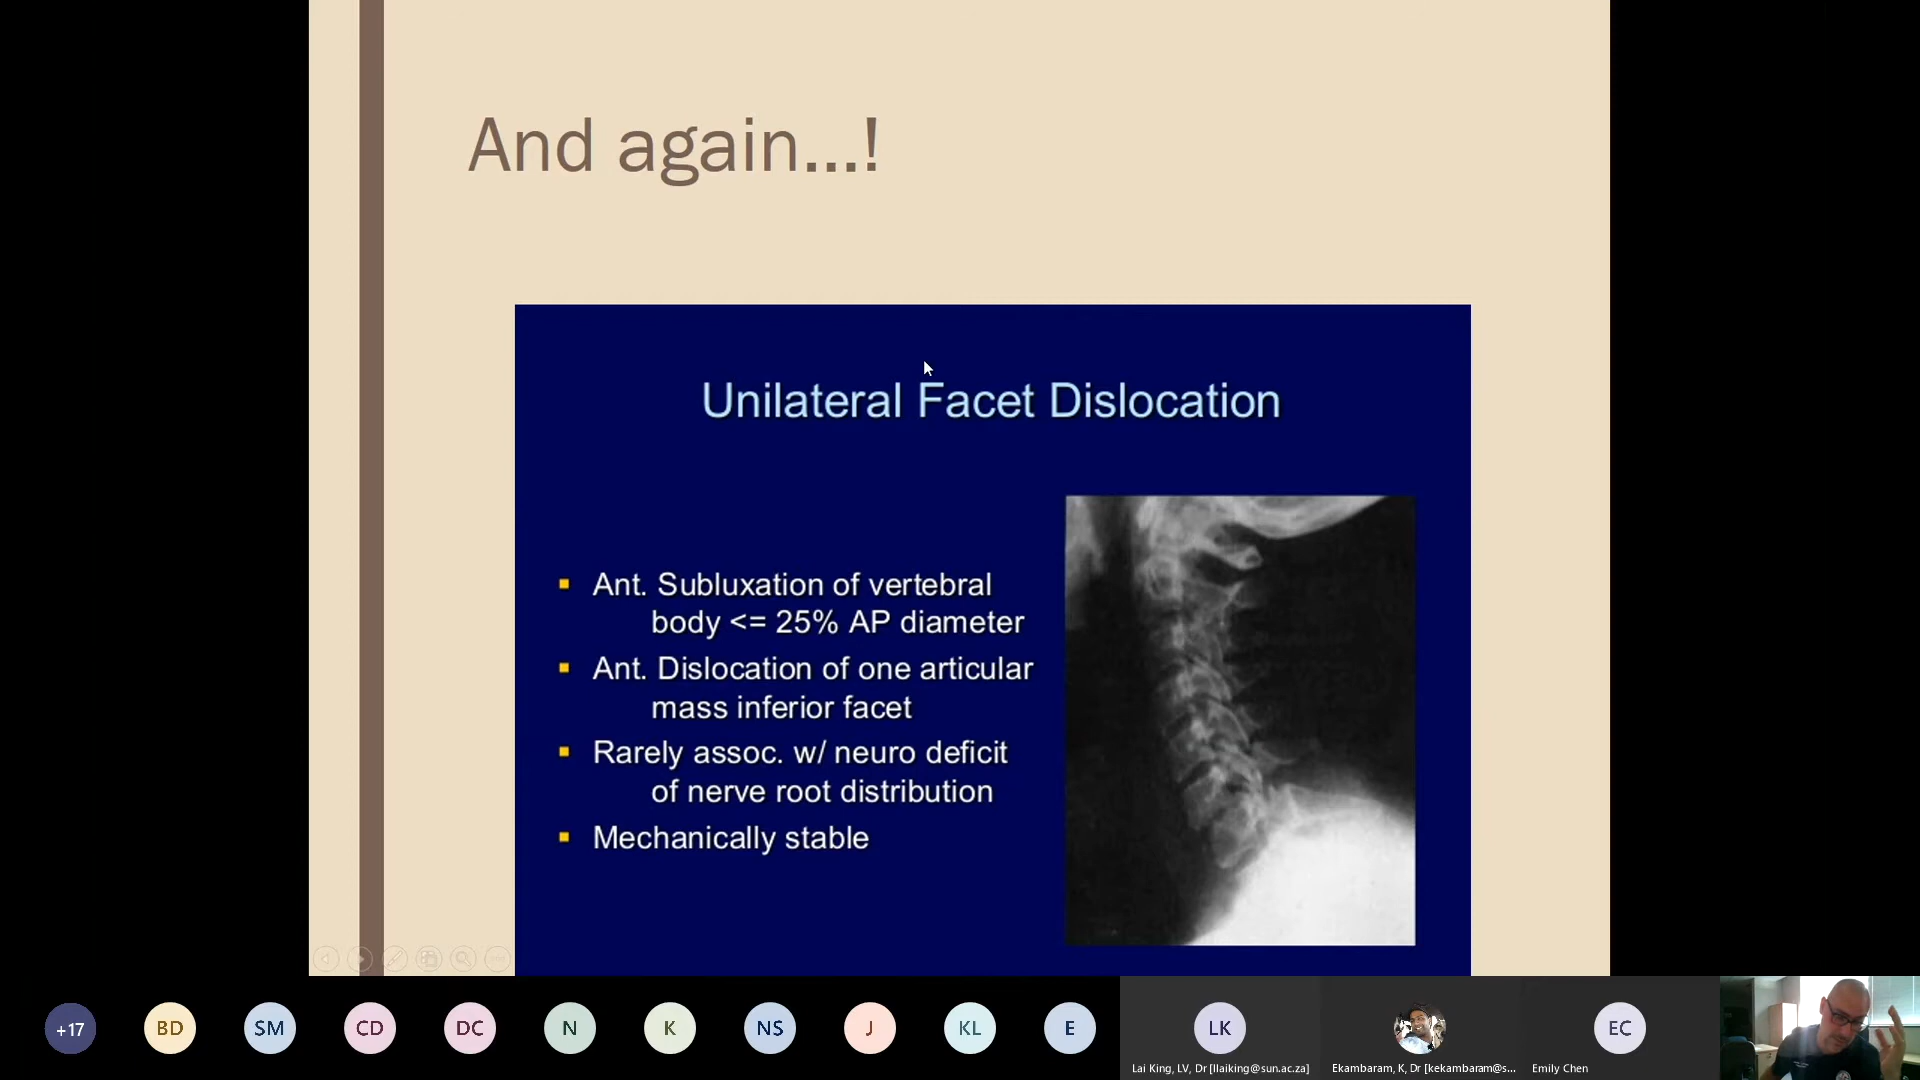 And again...!
Unilateral Facet Dislocation
Ant. Subluxation of vertebral
body <= 25% AP diameter
Ant. Dislocation of one articular
mass inferior facet
Rarely assoc. w/ neuro deficit
of nerve root distribution
Mechanically stable
+17
BD
SM
CD
DC
N
K
NS
J
KL
E
LK
EC
Lai King, LV, Dr [llaiking@sun.ac.za]
Ekambaram, K, Dr [kekambaram@s...
Emily Chen